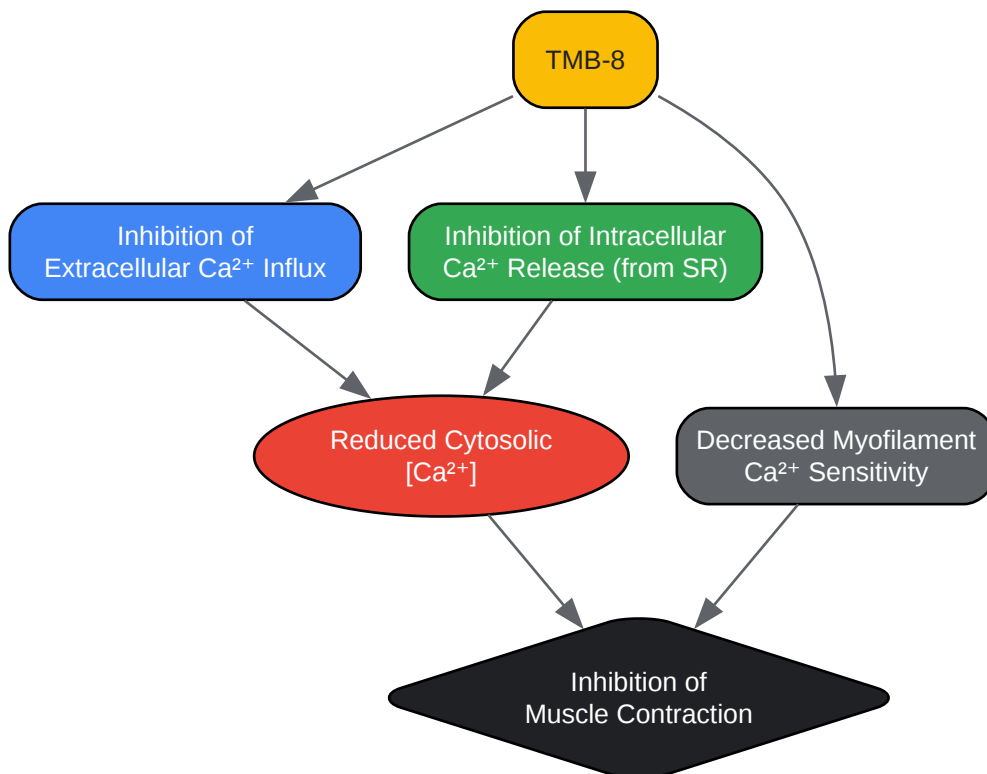 TMB-8
Inhibition of
Extracellular Ca²⁺ Influx
Inhibition of Intracellular
Ca²⁺ Release (from SR)
Reduced Cytosolic
[Ca²⁺]
Decreased Myofilament
Ca²⁺ Sensitivity
Inhibition of
Muscle Contraction